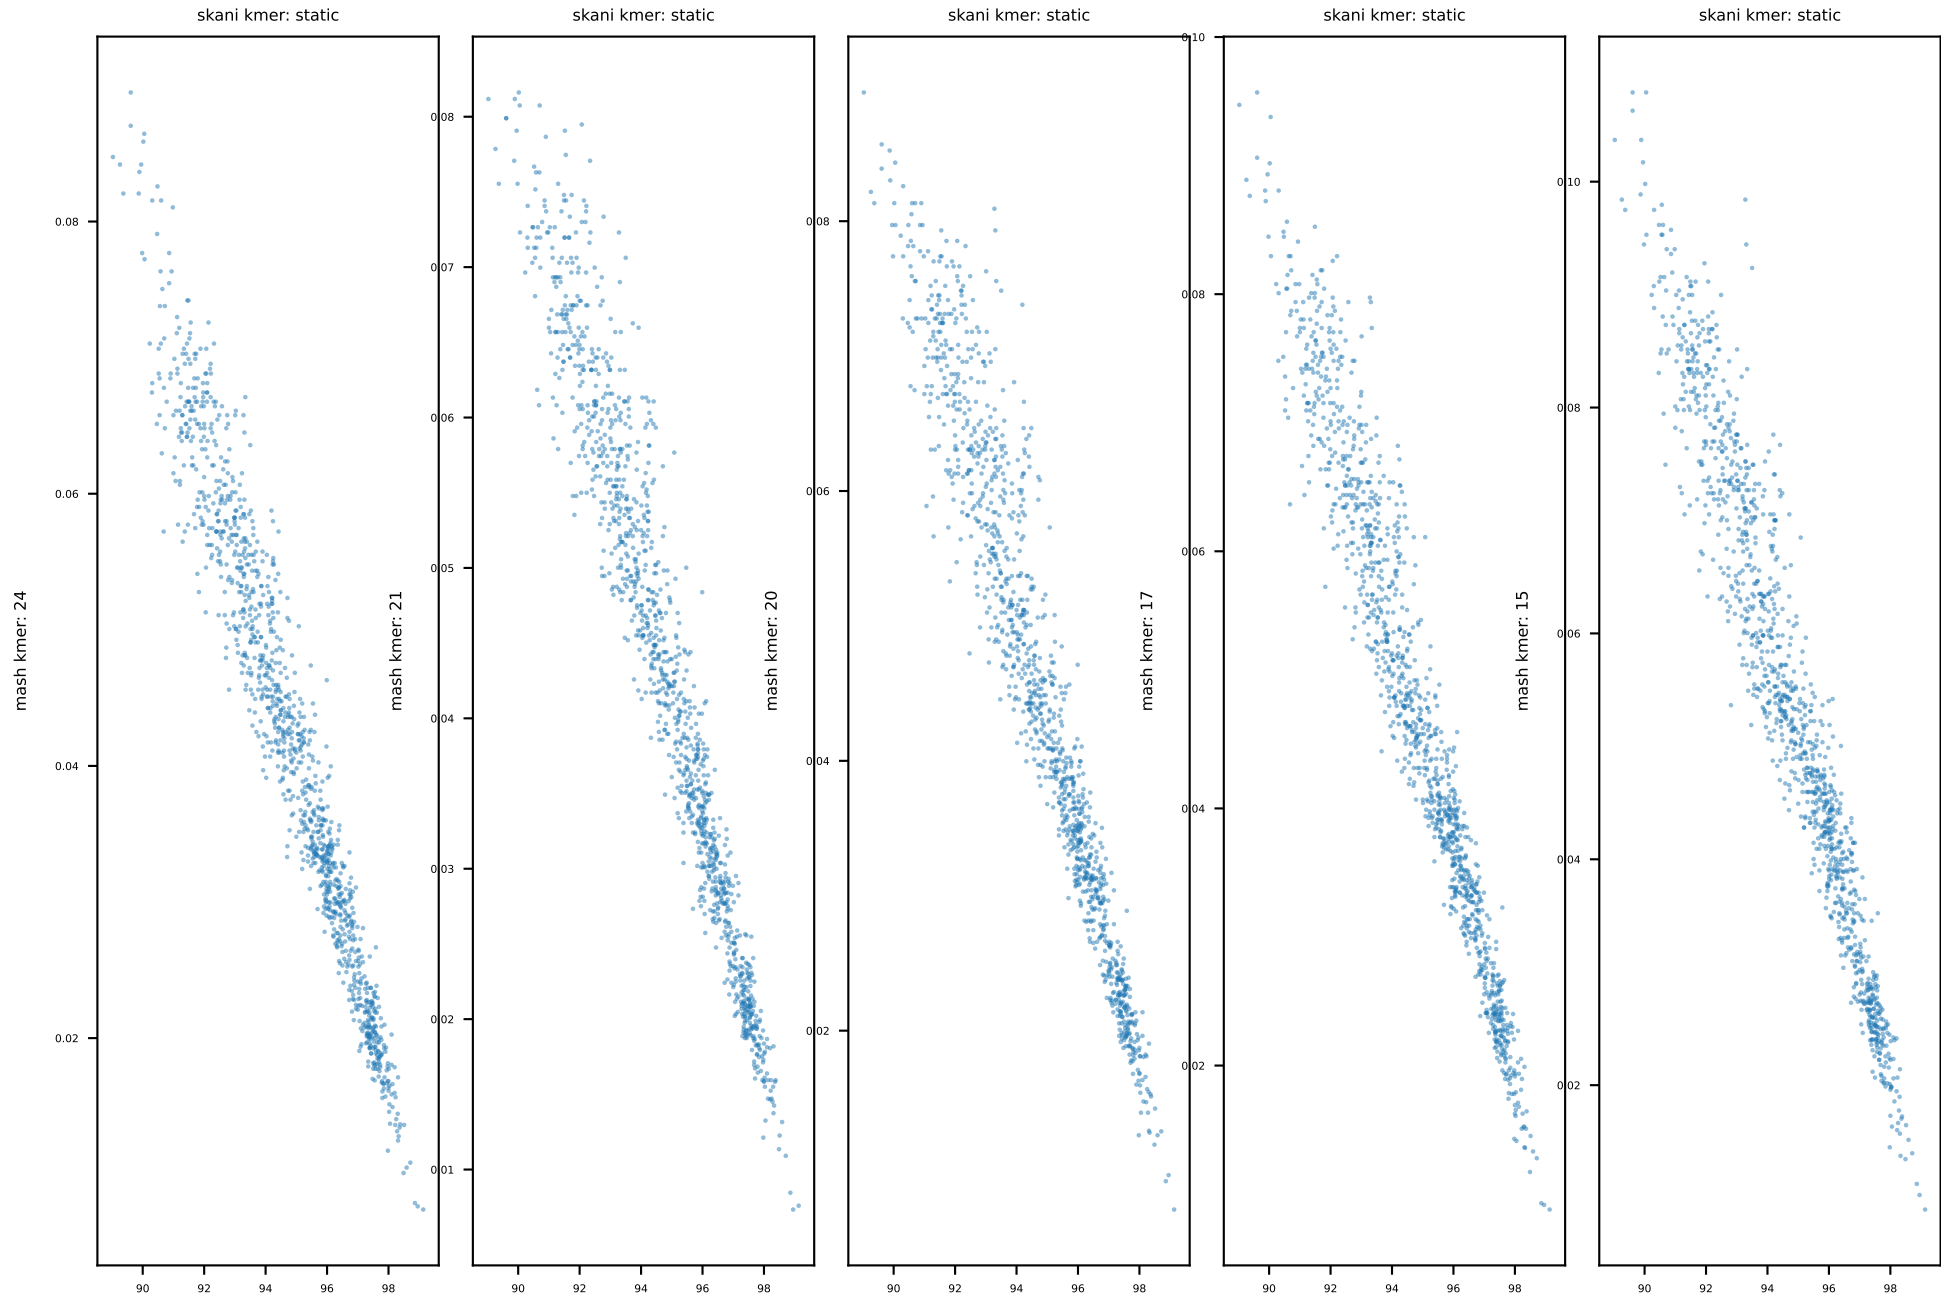 skani kmer: static
skani kmer: static
skani kmer: static
skani kmer: static
skani kmer: static
mash kmer: 24
0.08
0.06
0.04
0.02
90 92 94 96 98
mash kmer: 21
0.08
0.07
0.06
0.05
0.04
0.03
0.02
0.01
90 92 94 96 98
mash kmer: 20
0.08
0.06
0.04
0.02
90 92 94 96 98
mash kmer: 17
0.10
0.08
0.06
0.04
0.02
90 92 94 96 98
mash kmer: 15
0.10
0.08
0.06
0.04
0.02
90 92 94 96 98